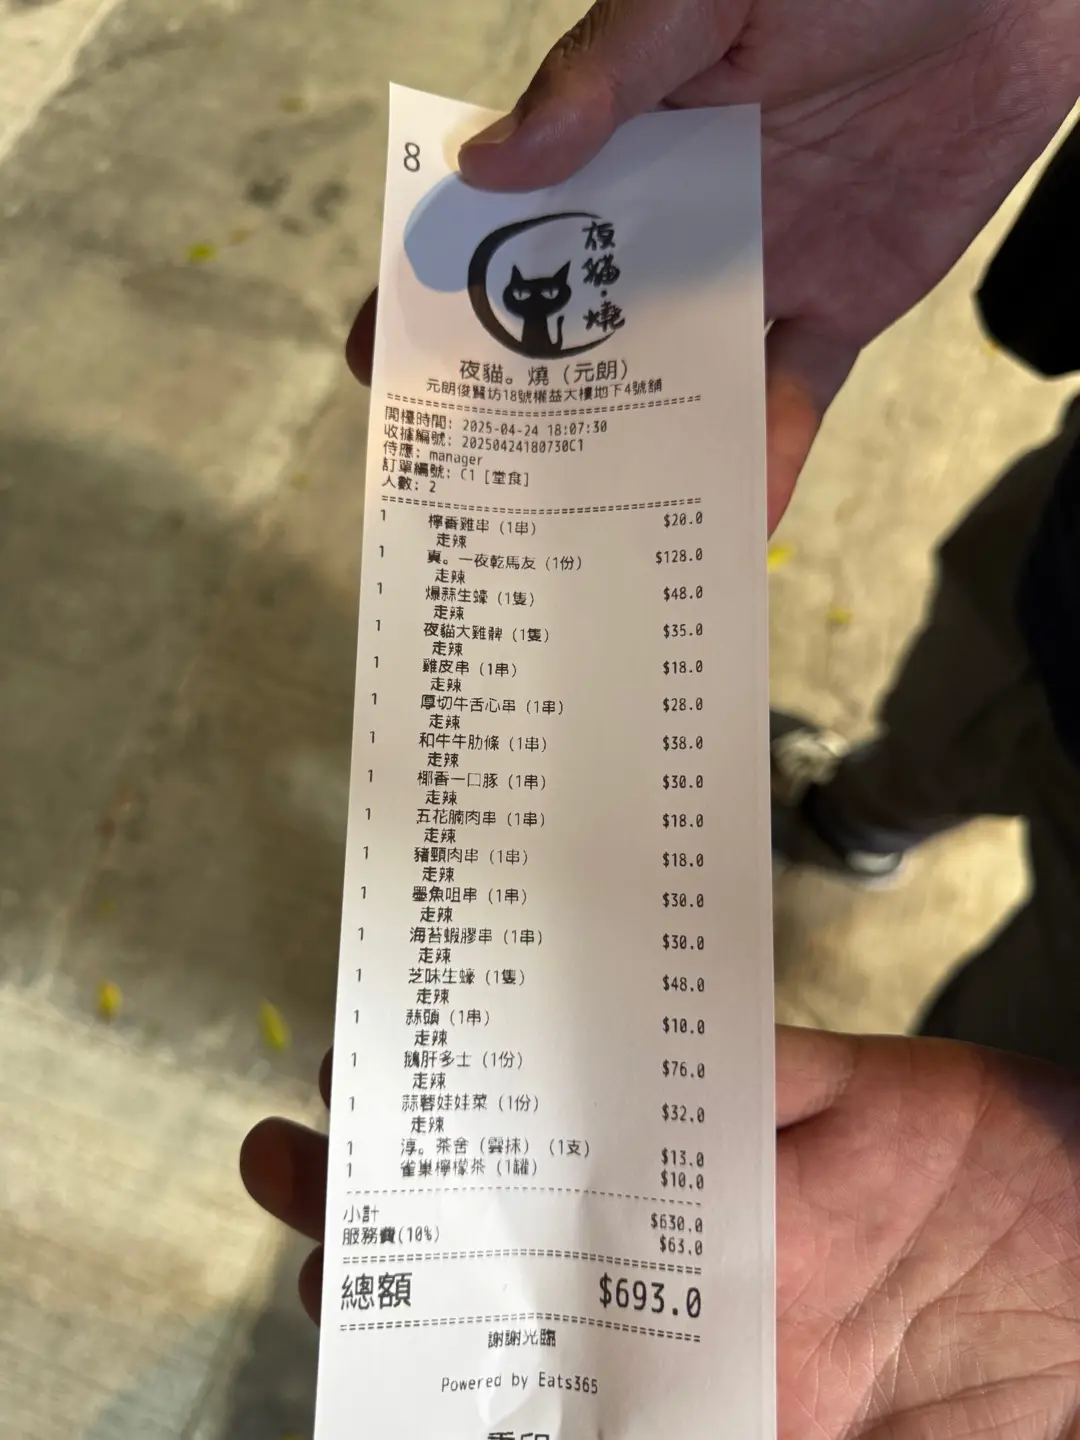 8
夜貓·燒
夜貓。燒（元朗）
元朗俊賢坊18號權益大樓地下4號舖
開檯時間: 2025-04-24 18:07:30
收據編號: 20250424180730C1
侍應: manager
訂單編號: C1 [堂食]
人數: 2
1 檸香雞串 (1串) $20.0
走辣
1 真。一夜乾馬友 (1份) $128.0
走辣
1 爆蒜生蠔 (1隻) $48.0
走辣
1 夜貓大雞髀 (1隻) $35.0
走辣
1 雞皮串 (1串) $18.0
走辣
1 厚切牛舌心串 (1串) $28.0
走辣
1 和牛牛肋條 (1串) $38.0
走辣
1 椰香一口豚 (1串) $30.0
走辣
1 五花腩肉串 (1串) $18.0
走辣
1 豬頸肉串 (1串) $18.0
走辣
1 墨魚咀串 (1串) $30.0
走辣
1 海苔蝦膠串 (1串) $30.0
走辣
1 芝味生蠔 (1隻) $48.0
走辣
1 蒜頭 (1串) $10.0
走辣
1 鵝肝多士 (1份) $76.0
走辣
1 蒜蓉娃娃菜 (1份) $32.0
走辣
1 淳。茶舍（雲抹） (1支) $13.0
1 雀巢檸檬茶 (1罐) $10.0
小計 $630.0
服務費(10%) $63.0
總額 $693.0
謝謝光臨
Powered by Eats365